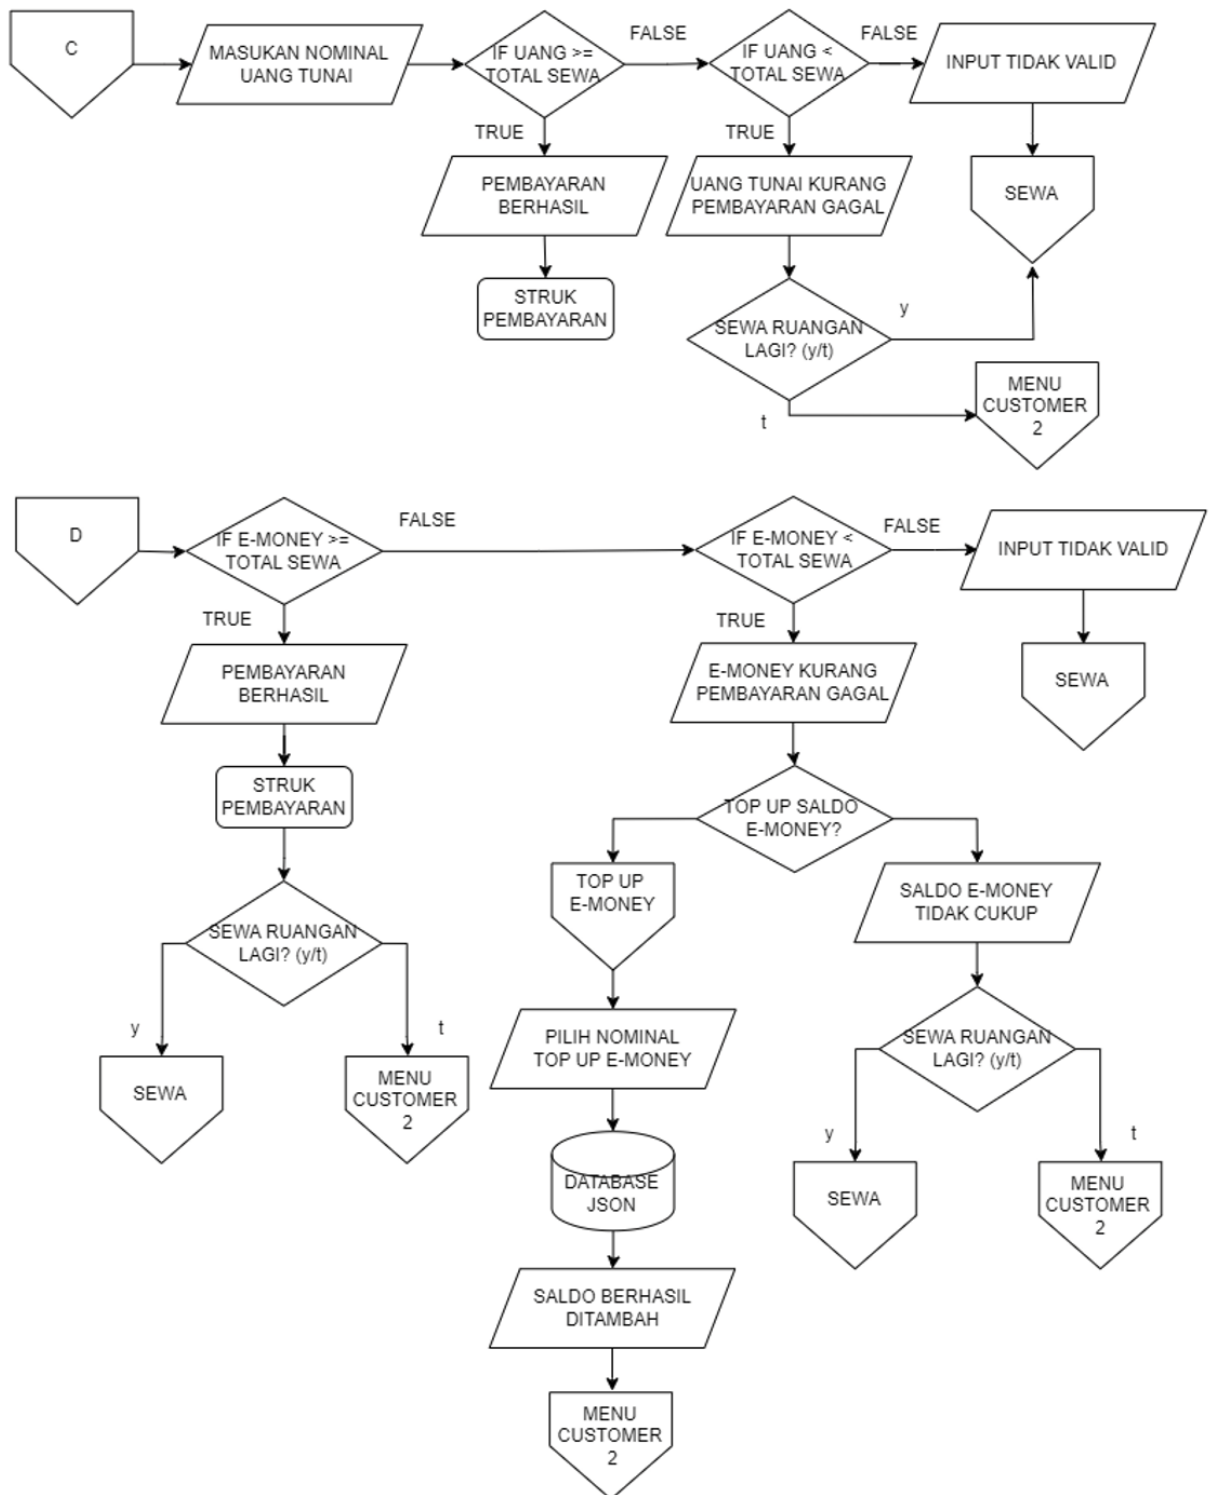 C
MASUKAN NOMINAL
UANG TUNAI
IF UANG >=
TOTAL SEWA
FALSE
IF UANG <
TOTAL SEWA
FALSE
INPUT TIDAK VALID
TRUE
TRUE
PEMBAYARAN
BERHASIL
UANG TUNAI KURANG
PEMBAYARAN GAGAL
SEWA
STRUK
PEMBAYARAN
SEWA RUANGAN
LAGI? (y/t)
y
t
MENU
CUSTOMER
2
D
IF E-MONEY >=
TOTAL SEWA
FALSE
IF E-MONEY <
TOTAL SEWA
FALSE
INPUT TIDAK VALID
TRUE
TRUE
PEMBAYARAN
BERHASIL
E-MONEY KURANG
PEMBAYARAN GAGAL
SEWA
STRUK
PEMBAYARAN
TOP UP SALDO
E-MONEY?
TOP UP
E-MONEY
SALDO E-MONEY
TIDAK CUKUP
SEWA RUANGAN
LAGI? (y/t)
y
t
SEWA
MENU
CUSTOMER
2
PILIH NOMINAL
TOP UP E-MONEY
SEWA RUANGAN
LAGI? (y/t)
y
t
DATABASE
JSON
SEWA
MENU
CUSTOMER
2
SALDO BERHASIL
DITAMBAH
MENU
CUSTOMER
2